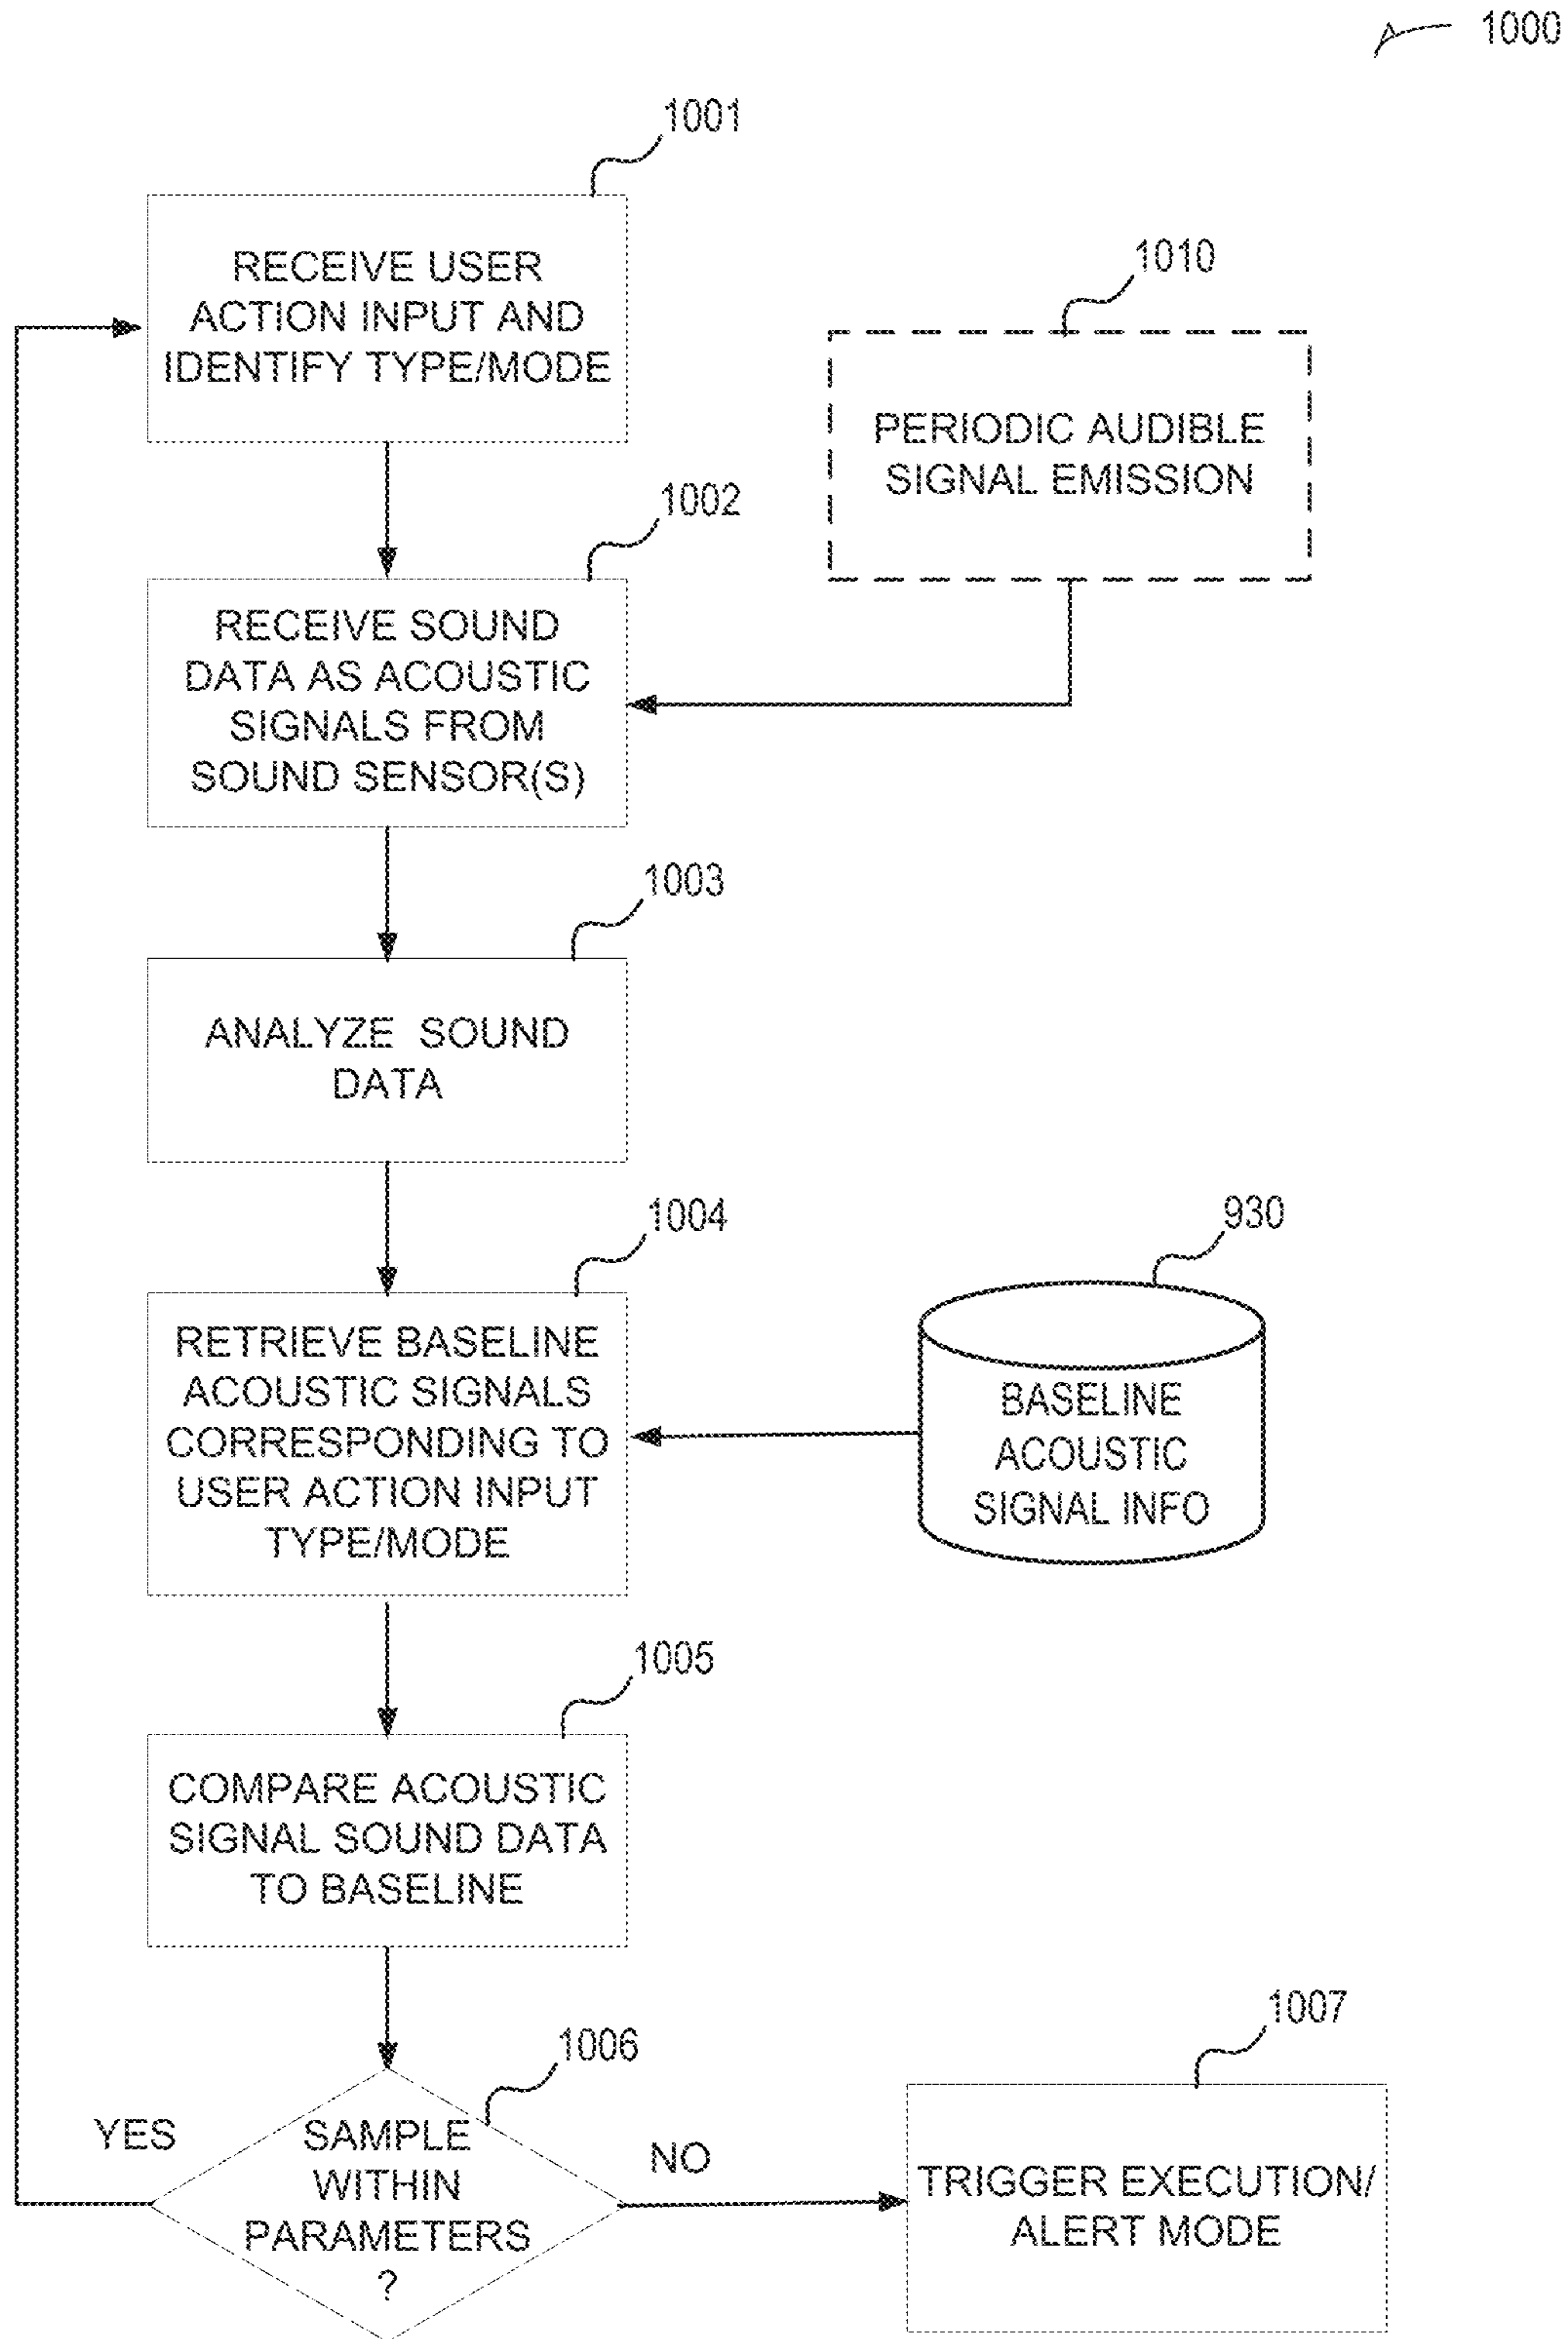 1000
1001
RECEIVE USER
ACTION INPUT AND
IDENTIFY TYPE/MODE
1010
PERIODIC AUDIBLE
SIGNAL EMISSION
1002
RECEIVE SOUND
DATA AS ACOUSTIC
SIGNALS FROM
SOUND SENSOR(S)
1003
ANALYZE SOUND
DATA
1004
RETRIEVE BASELINE
ACOUSTIC SIGNALS
CORRESPONDING TO
USER ACTION INPUT
TYPE/MODE
930
BASELINE
ACOUSTIC
SIGNAL INFO
1005
COMPARE ACOUSTIC
SIGNAL SOUND DATA
TO BASELINE
1006
SAMPLE
WITHIN
PARAMETERS
?
YES
NO
1007
TRIGGER EXECUTION/
ALERT MODE